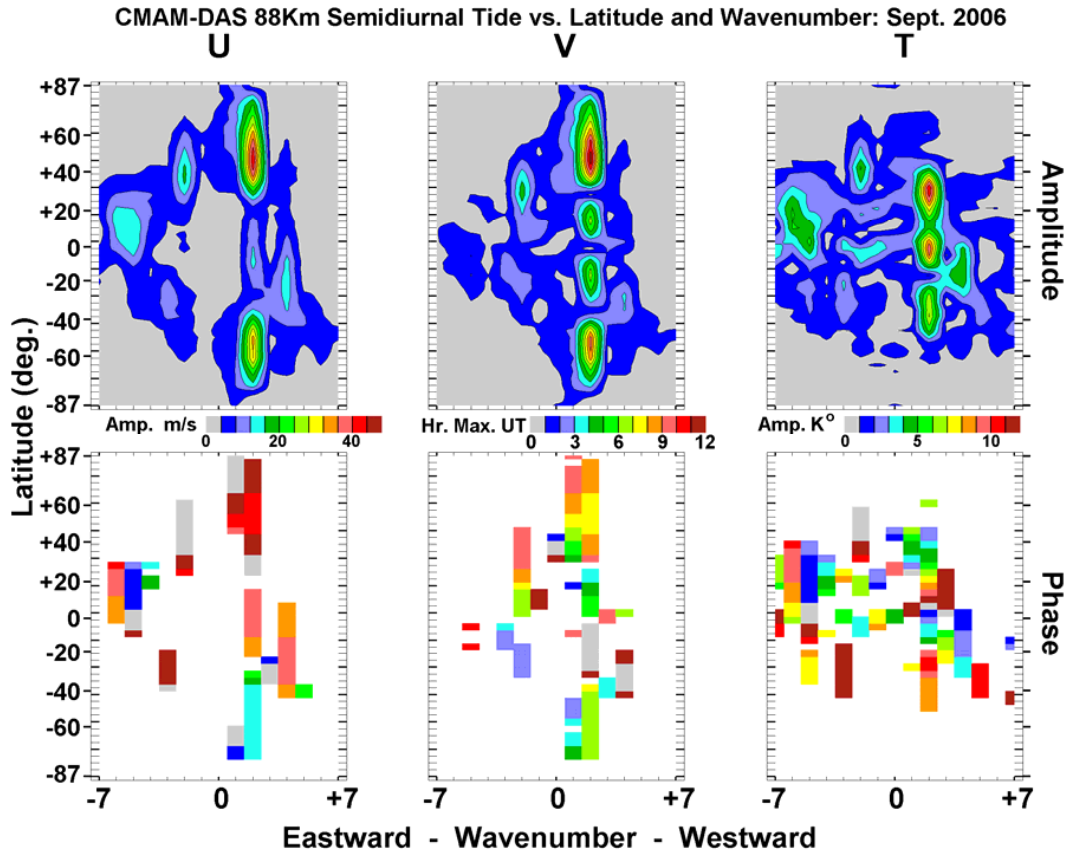 CMAM-DAS 88Km Semidiurnal Tide vs. Latitude and Wavenumber: Sept. 2006
U V T
+87
+60
+40
+20
0
-20
-40
-60
-87
Amplitude
Latitude (deg.)
Amp. m/s 0 20 40
Hr. Max. UT 0 3 6 9 12
Amp. K° 0 5 10
+87
+60
+40
+20
0
-20
-40
-60
-87
Phase
-7 0 +7 -7 0 +7 -7 0 +7
Eastward - Wavenumber - Westward